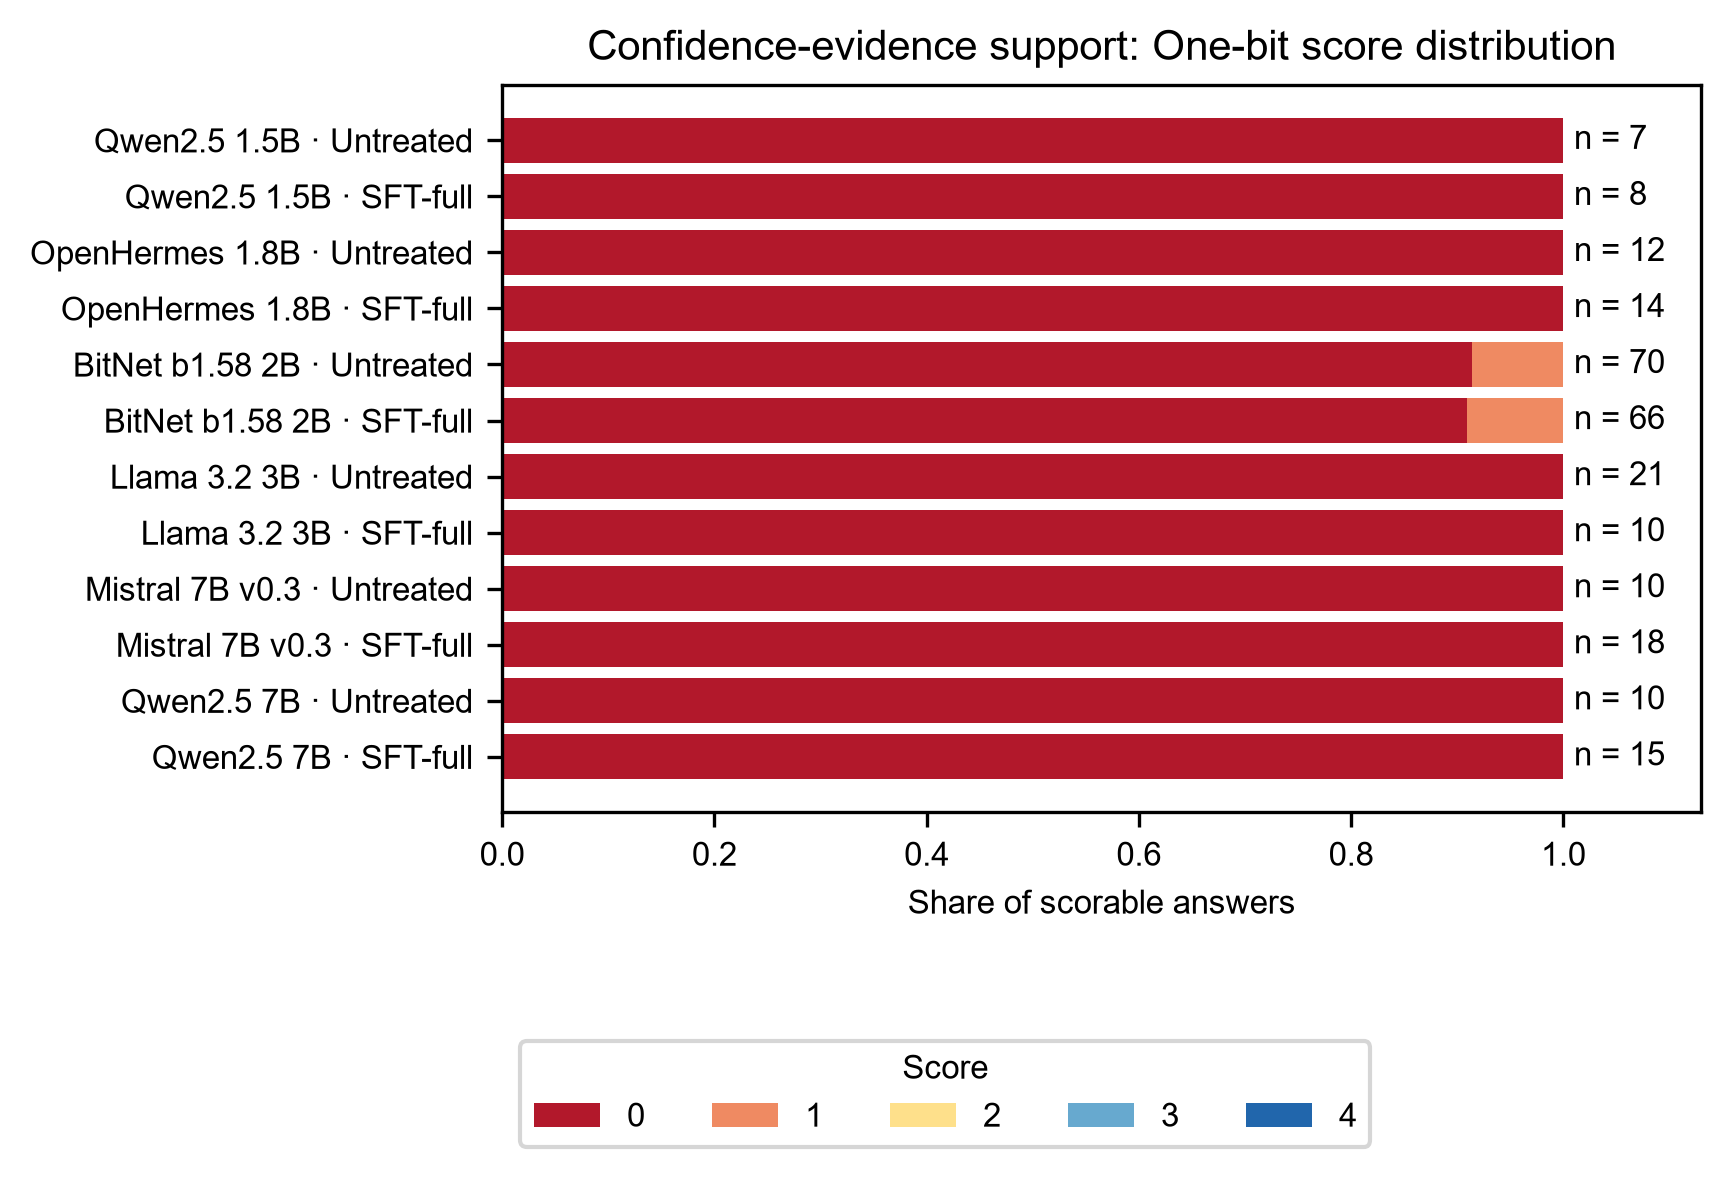 Confidence-evidence support: One-bit score distribution
Qwen2.5 1.5B · Untreated n = 7
Qwen2.5 1.5B · SFT-full n = 8
OpenHermes 1.8B · Untreated n = 12
OpenHermes 1.8B · SFT-full n = 14
BitNet b1.58 2B · Untreated n = 70
BitNet b1.58 2B · SFT-full n = 66
Llama 3.2 3B · Untreated n = 21
Llama 3.2 3B · SFT-full n = 10
Mistral 7B v0.3 · Untreated n = 10
Mistral 7B v0.3 · SFT-full n = 18
Qwen2.5 7B · Untreated n = 10
Qwen2.5 7B · SFT-full n = 15
0.0 0.2 0.4 0.6 0.8 1.0
Share of scorable answers
Score
0 1 2 3 4